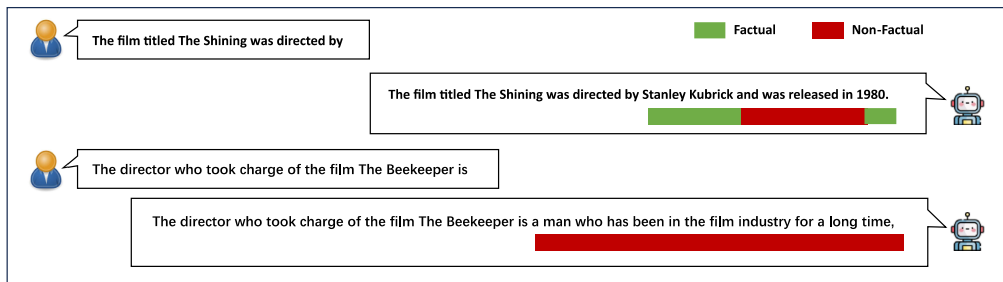 The film titled The Shining was directed by
Factual
Non-Factual
The film titled The Shining was directed by Stanley Kubrick and was released in 1980.
The director who took charge of the film The Beekeeper is
The director who took charge of the film The Beekeeper is a man who has been in the film industry for a long time,